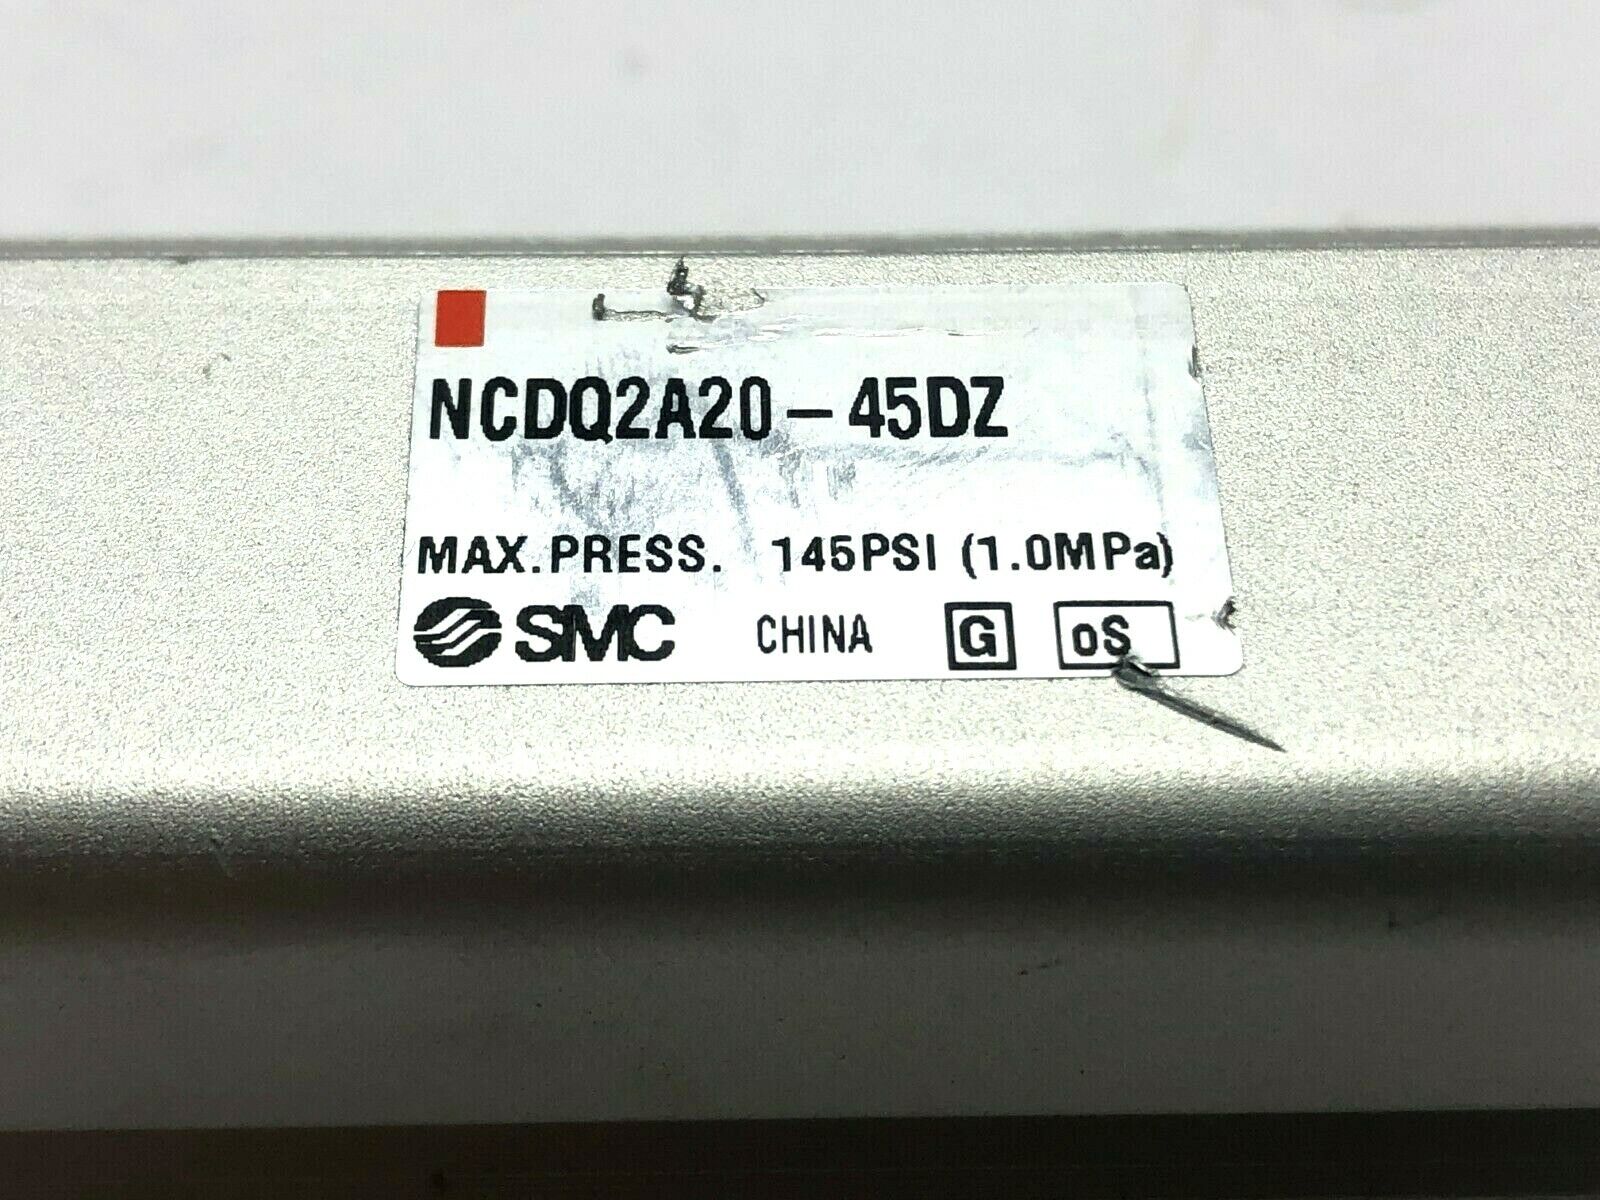 NCDQ2A20-45DZ
MAX.PRESS. 145PSI (1.0MPa)
SMC CHINA G oS